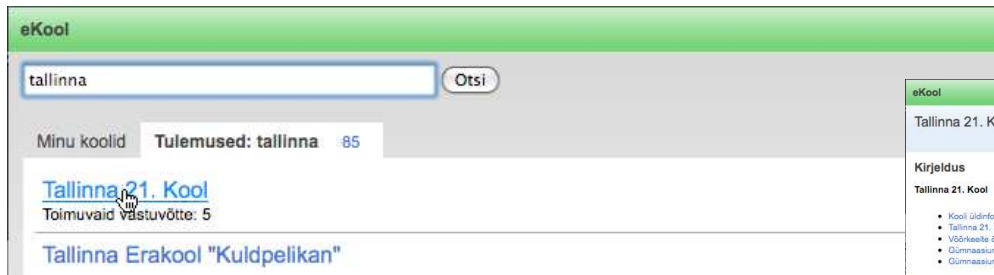 eKool
tallinna
Otsi
Minu koolid
Tulemused: tallinna 85
Tallinna 21. Kool
Toimuvaid vastuvõtte: 5
Tallinna Erakool "Kuldpelikan"
eKool
Tallinna 21. K
Kirjeldus
Tallinna 21. Kool
Kooli üldinfo
Tallinna 21.
Võõrkeelte
Gümnaasiu
Gümnaasiu